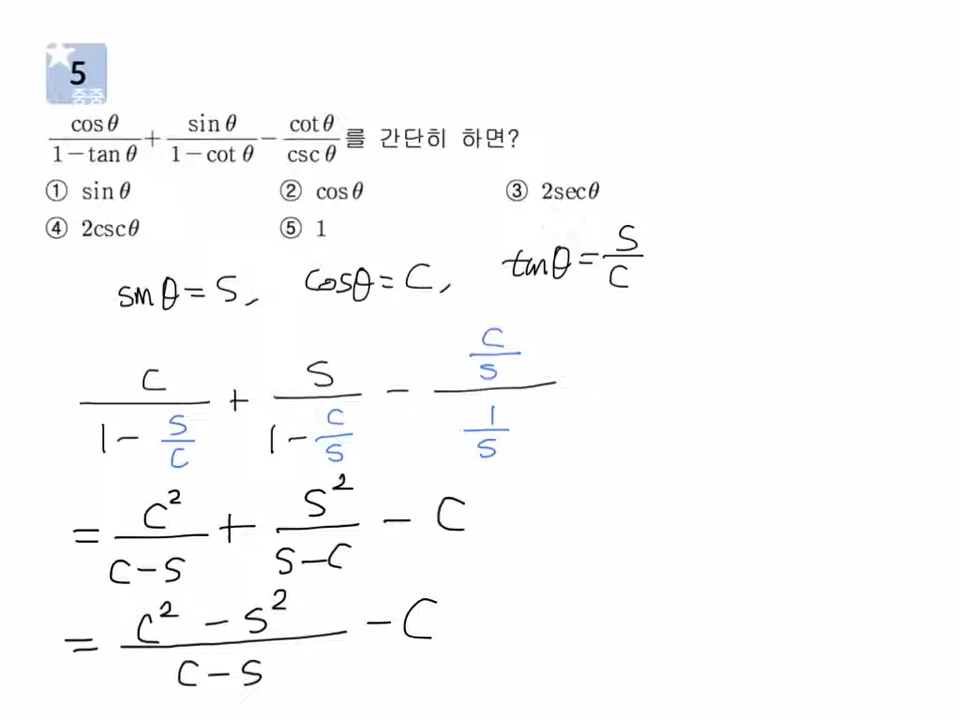 5
중중
cosθ/(1−tanθ) + sinθ/(1−cotθ) − cotθ/cscθ 를 간단히 하면?
① sinθ ② cosθ ③ 2secθ
④ 2cscθ ⑤ 1
sinθ = S, cosθ = C, tanθ = S/C
C/(1 − S/C) + S/(1 − C/S) − (C/S)/(1/S)
= C²/(C−S) + S²/(S−C) − C
= (C² − S²)/(C−S) − C